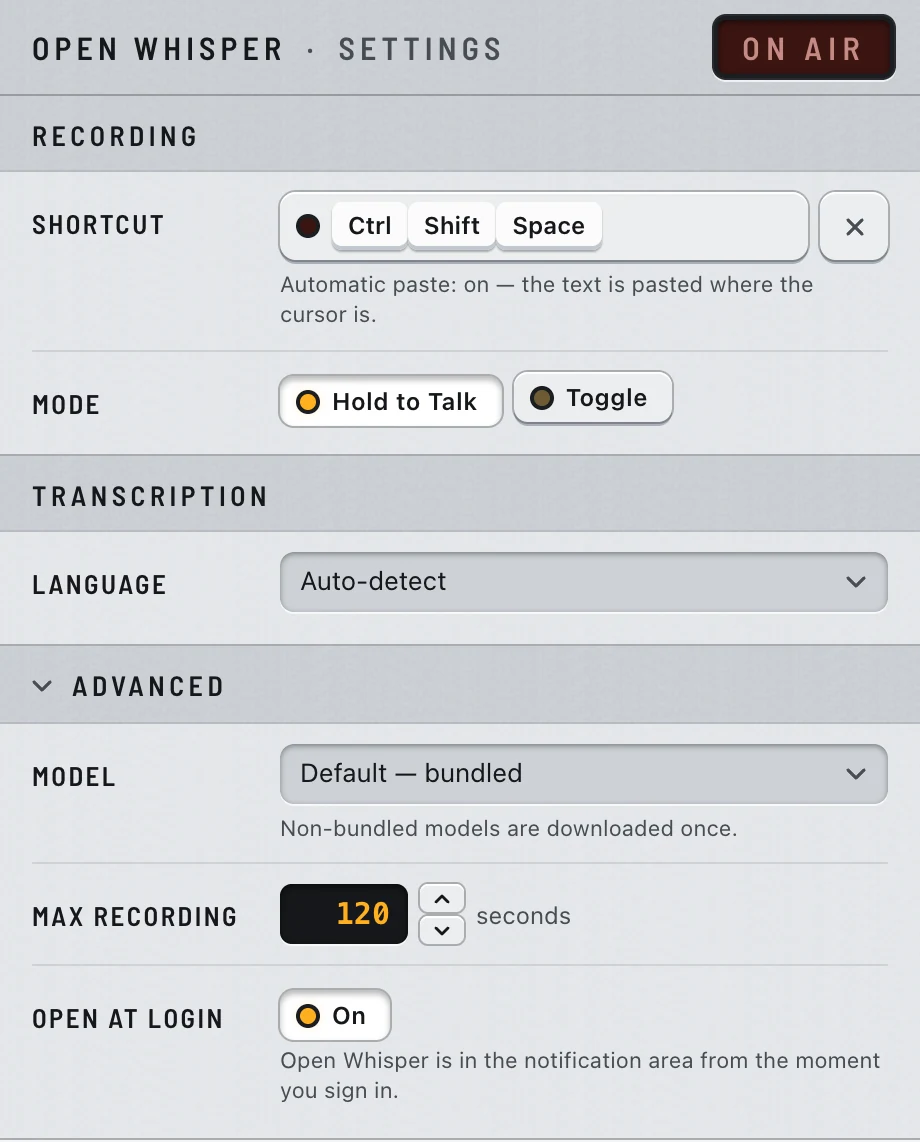 OPEN WHISPER · SETTINGS
ON AIR
RECORDING
SHORTCUT
Ctrl Shift Space
Automatic paste: on — the text is pasted where the
cursor is.
MODE
Hold to Talk
Toggle
TRANSCRIPTION
LANGUAGE
Auto-detect
ADVANCED
MODEL
Default — bundled
Non-bundled models are downloaded once.
MAX RECORDING
120
seconds
OPEN AT LOGIN
On
Open Whisper is in the notification area from the moment
you sign in.